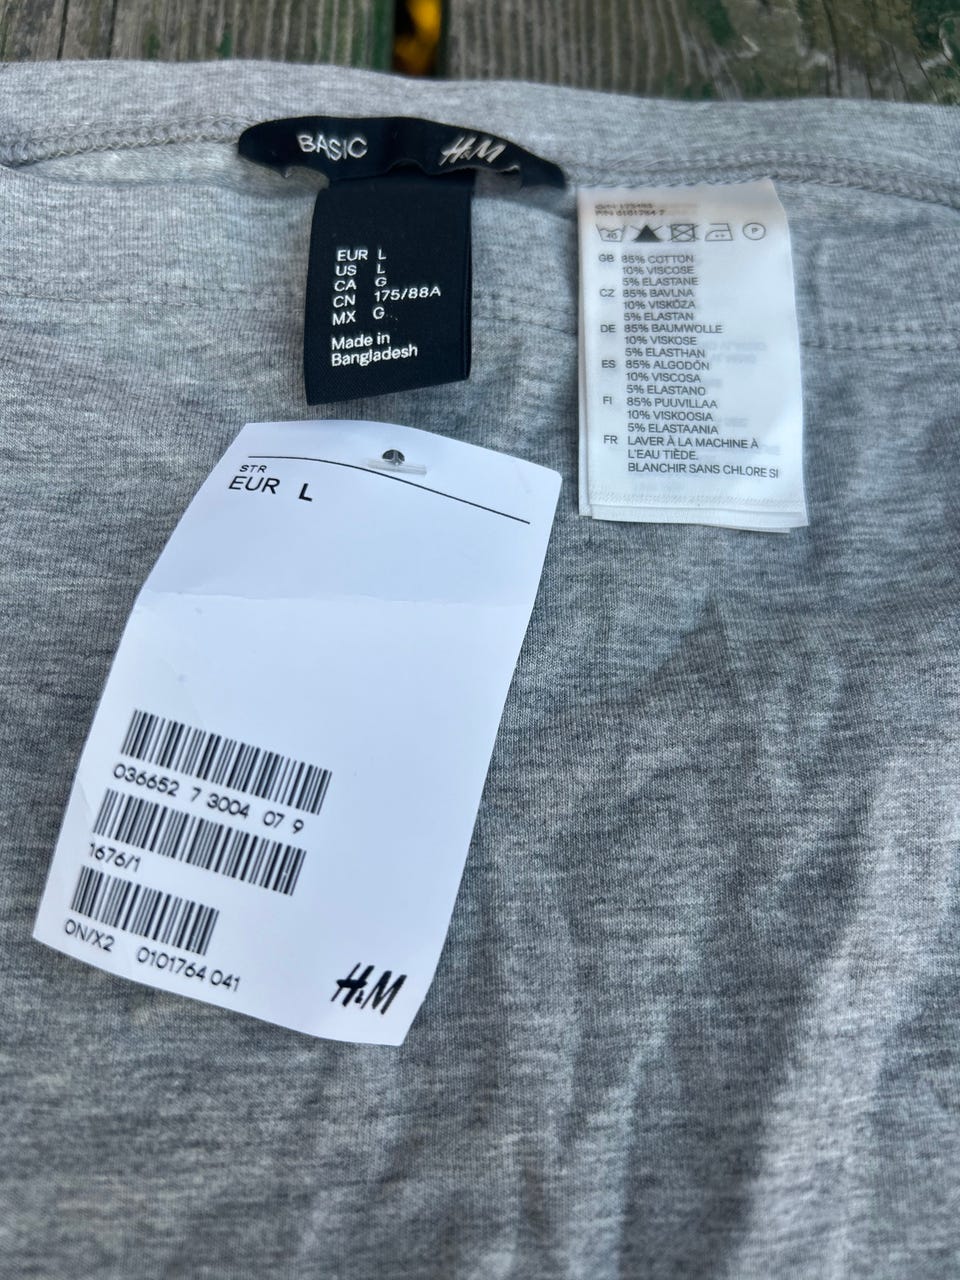 BASIC H&M
EUR L
US L
CA G
CN 175/88A
MX G
Made in
Bangladesh
P/N 0101764 7
40 P
GB 85% COTTON
10% VISCOSE
5% ELASTANE
CZ 85% BAVLNA
10% VISKÓZA
5% ELASTAN
DE 85% BAUMWOLLE
10% VISKOSE
5% ELASTHAN
ES 85% ALGODÓN
10% VISCOSA
5% ELASTANO
FI 85% PUUVILLAA
10% VISKOOSIA
5% ELASTAANIA
FR LAVER À LA MACHINE À
L'EAU TIÈDE.
BLANCHIR SANS CHLORE SI
STR
EUR L
036652 7 3004 07 9
1676/1
ON/X2 0101764 041
H&M